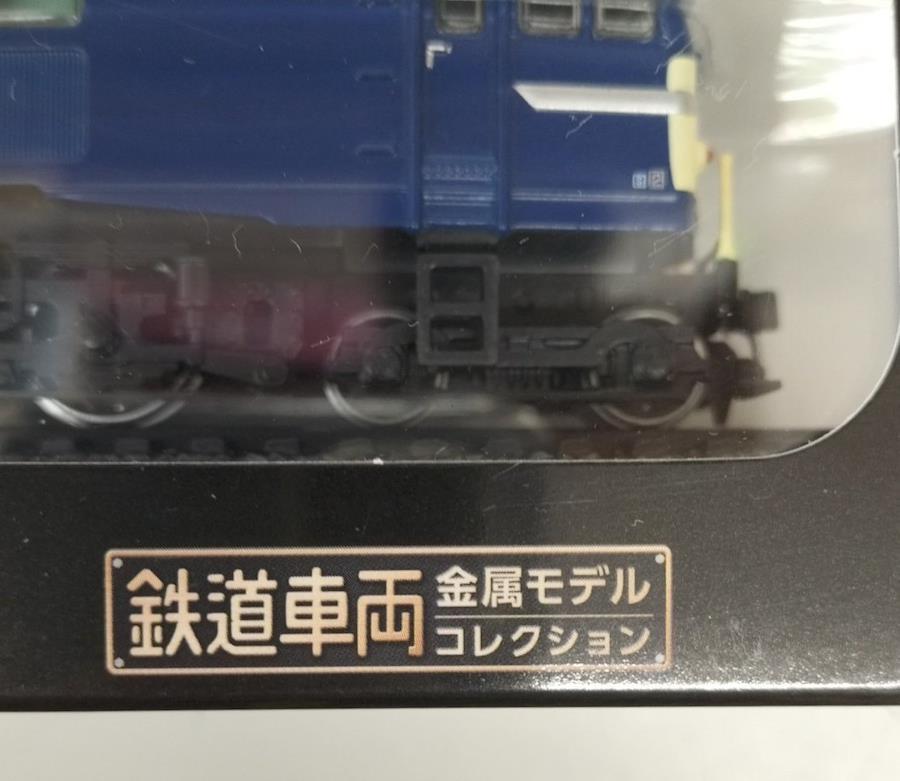 鉄道車両
金属モデル
コレクション